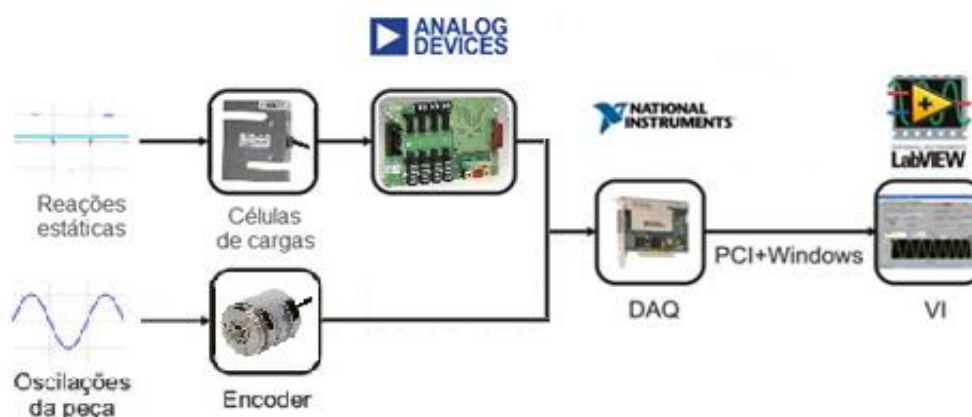 ANALOG
DEVICES
NATIONAL
INSTRUMENTS
LabVIEW
Reações
estáticas
Células
de cargas
DAQ
PCI+Windows
VI
Oscilações
da peça
Encoder